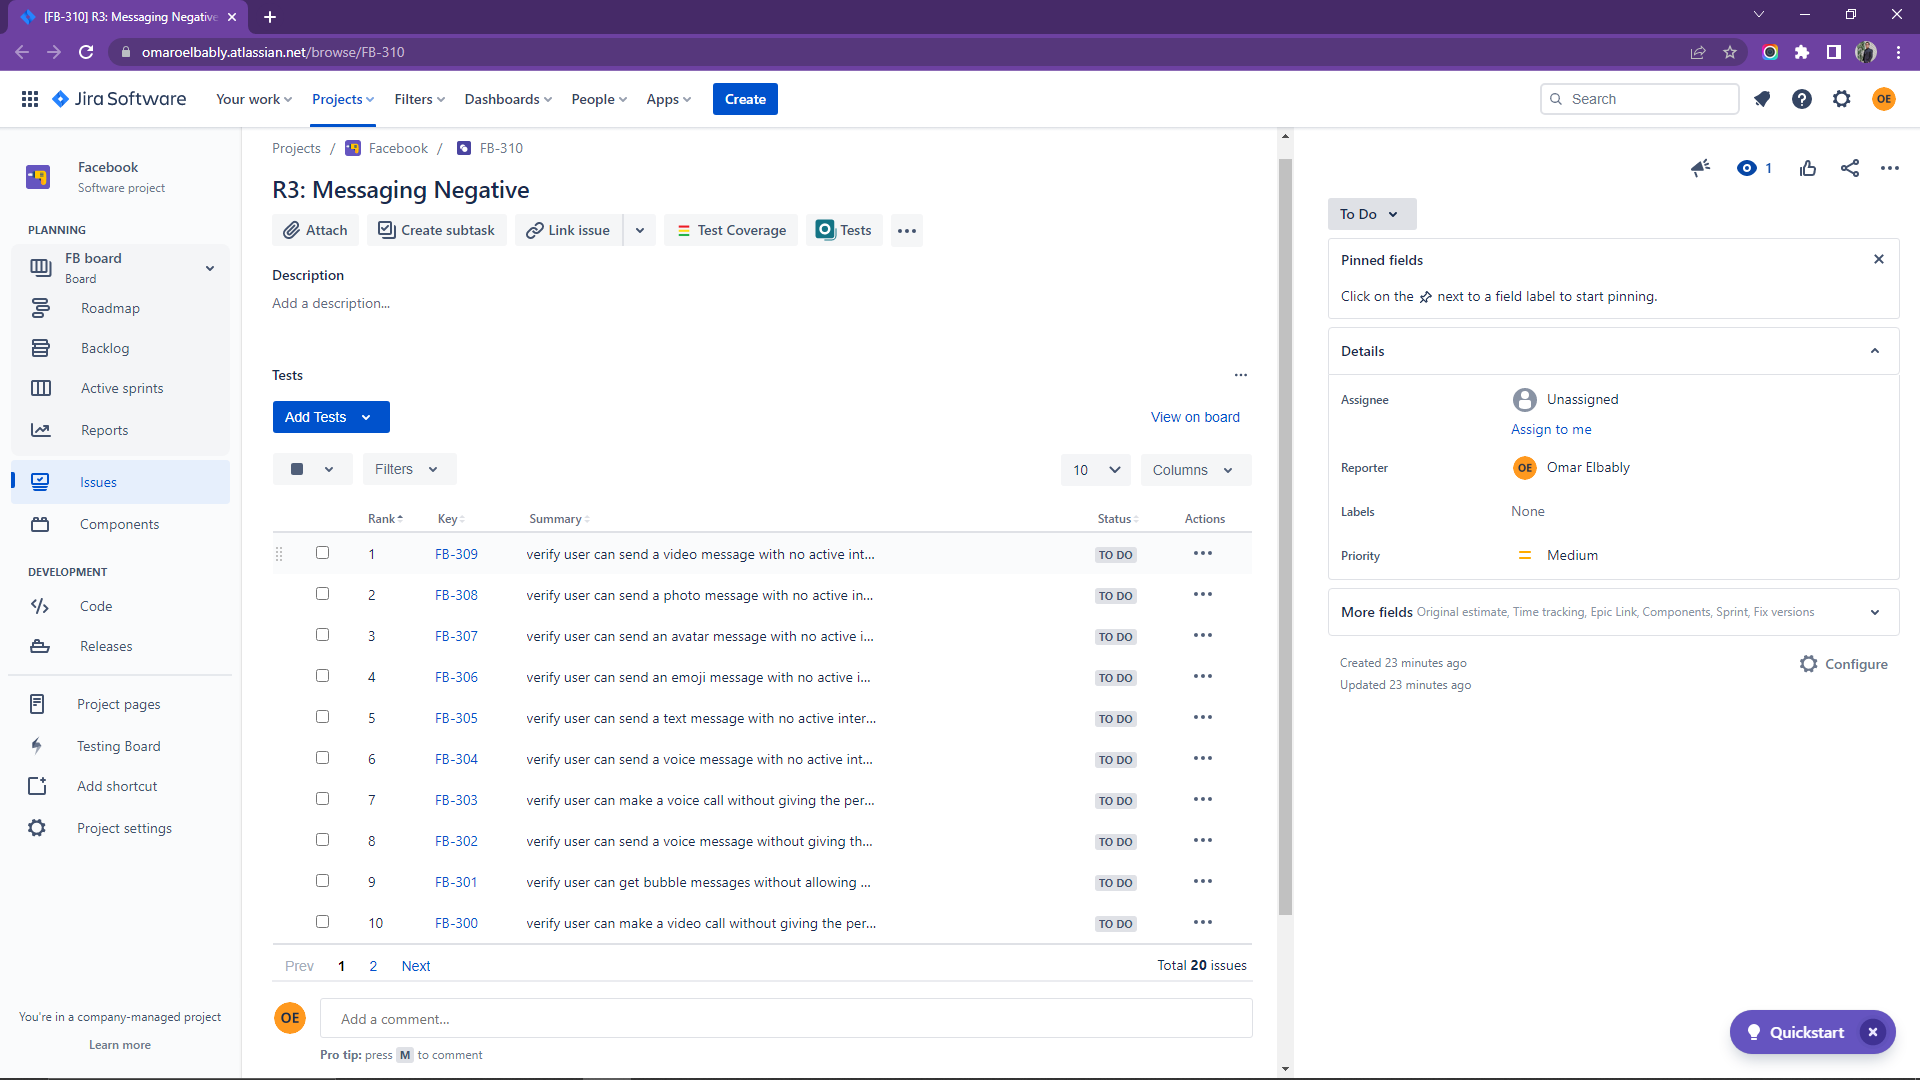 [FB-310] R3: Messaging Negative
omaroelbably.atlassian.net/browse/FB-310
Jira Software
Your work
Projects
Filters
Dashboards
People
Apps
Create
Search
OE
Facebook
Software project
PLANNING
FB board
Board
Roadmap
Backlog
Active sprints
Reports
Issues
Components
DEVELOPMENT
Code
Releases
Project pages
Testing Board
Add shortcut
Project settings
You're in a company-managed project
Learn more
Projects / Facebook / FB-310
R3: Messaging Negative
Attach
Create subtask
Link issue
Test Coverage
Tests
Description
Add a description...
Tests
Add Tests
View on board
Filters
10
Columns
Rank Key Summary Status Actions
1 FB-309 verify user can send a video message with no active int... TO DO
2 FB-308 verify user can send a photo message with no active in... TO DO
3 FB-307 verify user can send an avatar message with no active i... TO DO
4 FB-306 verify user can send an emoji message with no active i... TO DO
5 FB-305 verify user can send a text message with no active inter... TO DO
6 FB-304 verify user can send a voice message with no active int... TO DO
7 FB-303 verify user can make a voice call without giving the per... TO DO
8 FB-302 verify user can send a voice message without giving th... TO DO
9 FB-301 verify user can get bubble messages without allowing ... TO DO
10 FB-300 verify user can make a video call without giving the per... TO DO
Prev 1 2 Next
Total 20 issues
OE
Add a comment...
Pro tip: press M to comment
1
To Do
Pinned fields
Click on the next to a field label to start pinning.
Details
Assignee
Unassigned
Assign to me
Reporter
OE Omar Elbably
Labels
None
Priority
Medium
More fields Original estimate, Time tracking, Epic Link, Components, Sprint, Fix versions
Created 23 minutes ago
Updated 23 minutes ago
Configure
Quickstart